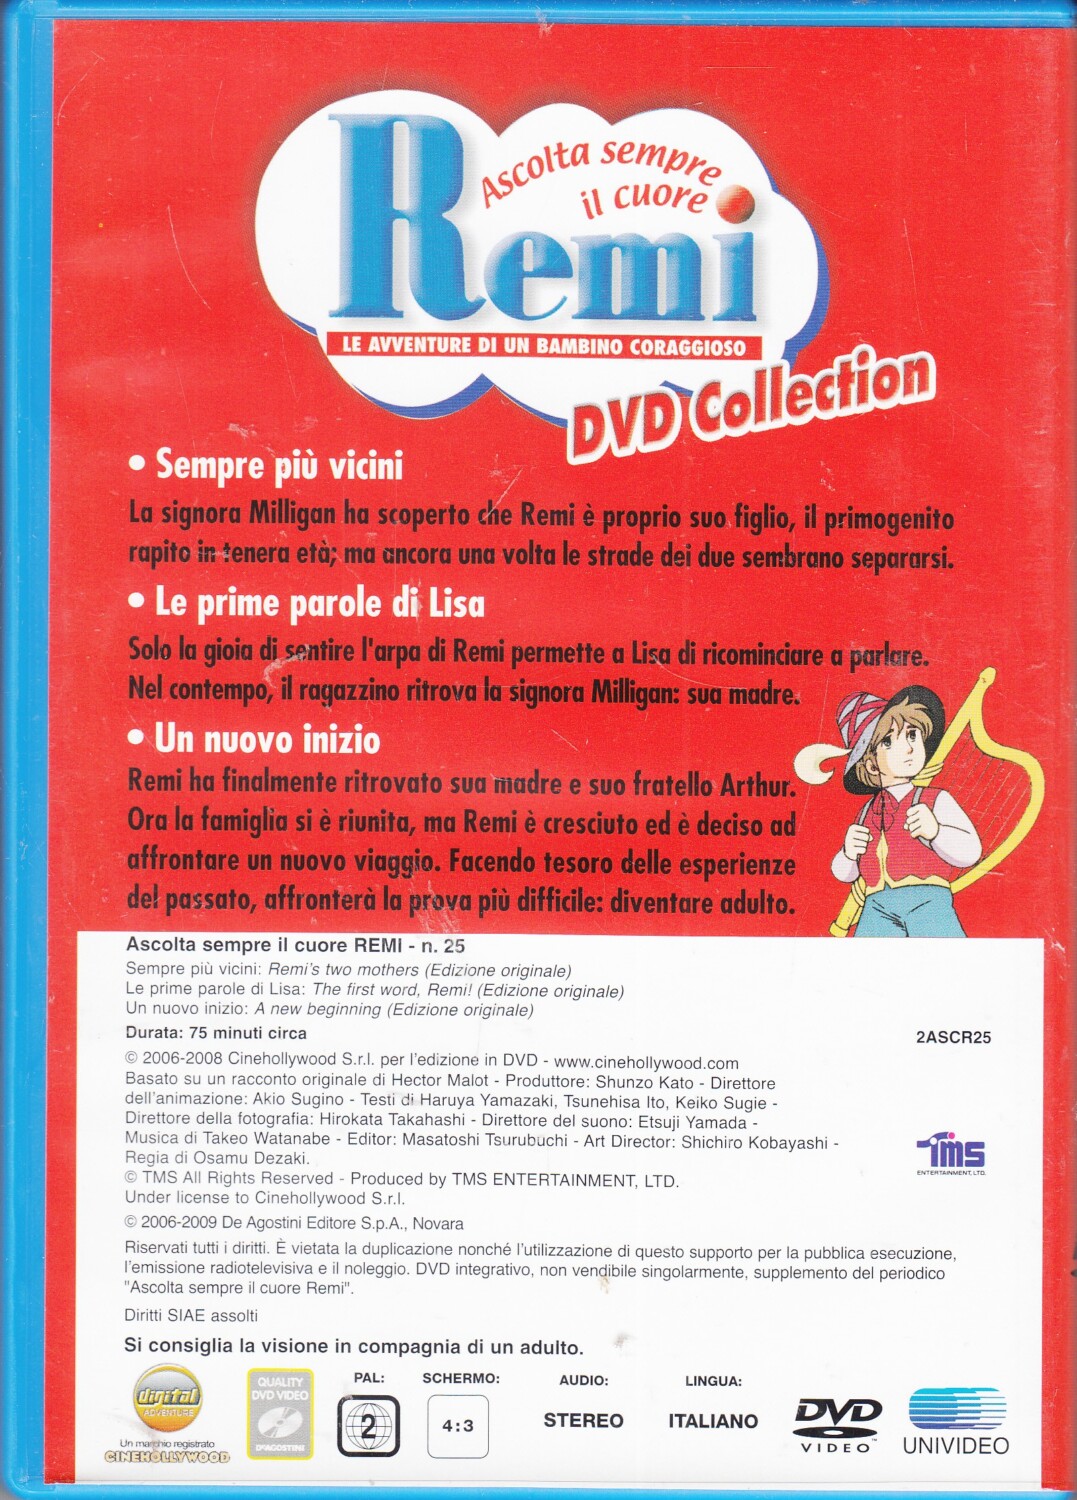 Ascolta sempre
il cuore
Remi
LE AVVENTURE DI UN BAMBINO CORAGGIOSO
DVD Collection
• Sempre più vicini
La signora Milligan ha scoperto che Remi è proprio suo figlio, il primogenito
rapito in tenera età; ma ancora una volta le strade dei due sembrano separarsi.
• Le prime parole di Lisa
Solo la gioia di sentire l'arpa di Remi permette a Lisa di ricominciare a parlare.
Nel contempo, il ragazzino ritrova la signora Milligan: sua madre.
• Un nuovo inizio
Remi ha finalmente ritrovato sua madre e suo fratello Arthur.
Ora la famiglia si è riunita, ma Remi è cresciuto ed è deciso ad
affrontare un nuovo viaggio. Facendo tesoro delle esperienze
del passato, affronterà la prova più difficile: diventare adulto.
Ascolta sempre il cuore REMI - n. 25
Sempre più vicini: Remi's two mothers (Edizione originale)
Le prime parole di Lisa: The first word, Remi! (Edizione originale)
Un nuovo inizio: A new beginning (Edizione originale)
Durata: 75 minuti circa
2ASCR25
© 2006-2008 Cinehollywood S.r.l. per l'edizione in DVD - www.cinehollywood.com
Basato su un racconto originale di Hector Malot - Produttore: Shunzo Kato - Direttore
dell'animazione: Akio Sugino - Testi di Haruya Yamazaki, Tsunehisa Ito, Keiko Sugie -
Direttore della fotografia: Hirokata Takahashi - Direttore del suono: Etsuji Yamada -
Musica di Takeo Watanabe - Editor: Masatoshi Tsurubuchi - Art Director: Shichiro Kobayashi -
Regia di Osamu Dezaki.
TMS
ENTERTAINMENT, LTD.
© TMS All Rights Reserved - Produced by TMS ENTERTAINMENT, LTD.
Under license to Cinehollywood S.r.l.
© 2006-2009 De Agostini Editore S.p.A., Novara
Riservati tutti i diritti. È vietata la duplicazione nonché l'utilizzazione di questo supporto per la pubblica esecuzione,
l'emissione radiotelevisiva e il noleggio. DVD integrativo, non vendibile singolarmente, supplemento del periodico
"Ascolta sempre il cuore Remi".
Diritti SIAE assolti
Si consiglia la visione in compagnia di un adulto.
digital
ADVENTURE
Un marchio registrato
CINEHOLLYWOOD
QUALITY
DVD VIDEO
DeAGOSTINI
PAL:
2
SCHERMO:
4:3
AUDIO:
STEREO
LINGUA:
ITALIANO
DVD
VIDEO™
UNIVIDEO